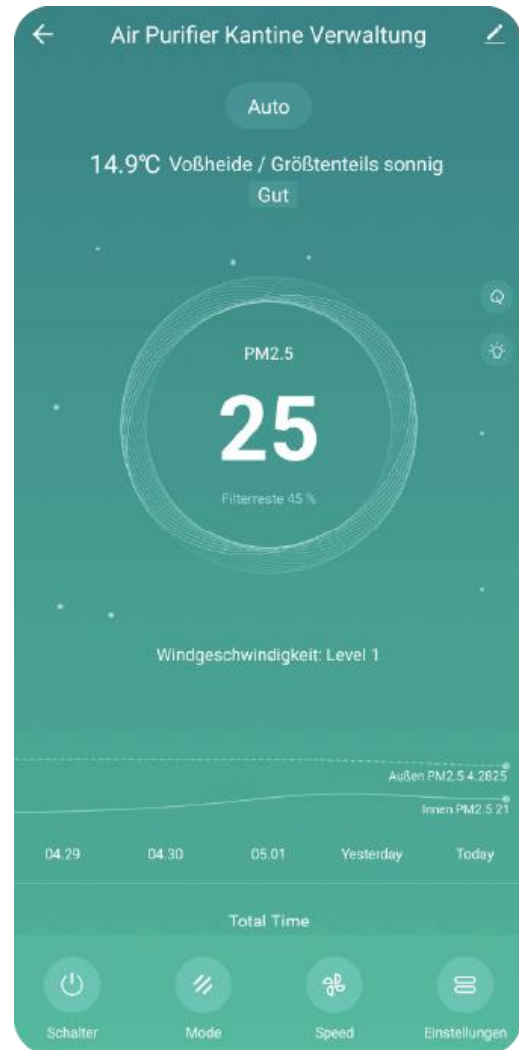 Air Purifier Kantine Verwaltung
Auto
14.9°C Voßheide / Größtenteils sonnig
Gut
PM2.5
25
Filterreste 45 %
Windgeschwindigkeit: Level 1
Außen PM2.5 4.2825
Innen PM2.5 21
04.29 04.30 05.01 Yesterday Today
Total Time
Schalter Mode Speed Einstellungen